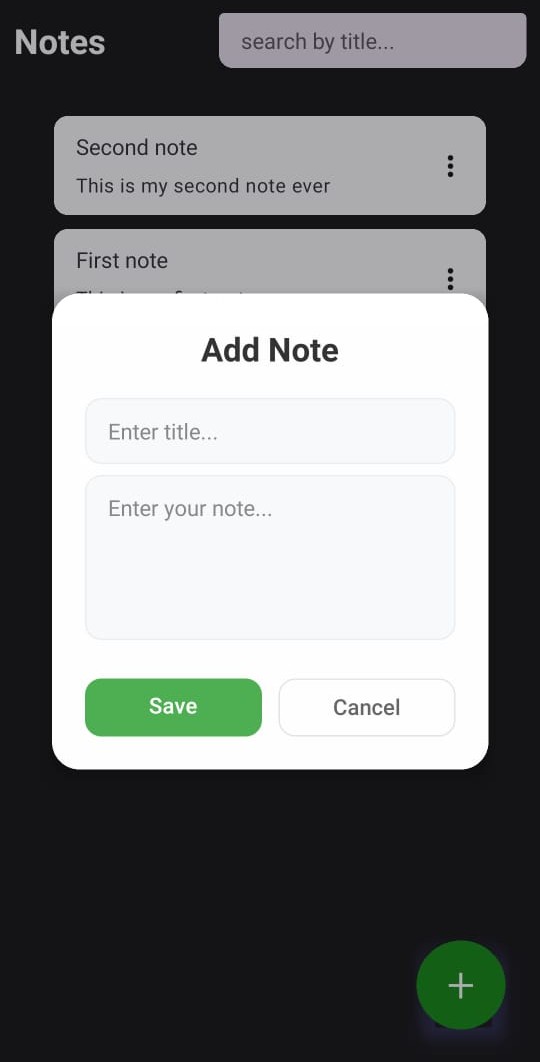 Notes
search by title...
Second note
This is my second note ever
First note
Add Note
Enter title...
Enter your note...
Save
Cancel